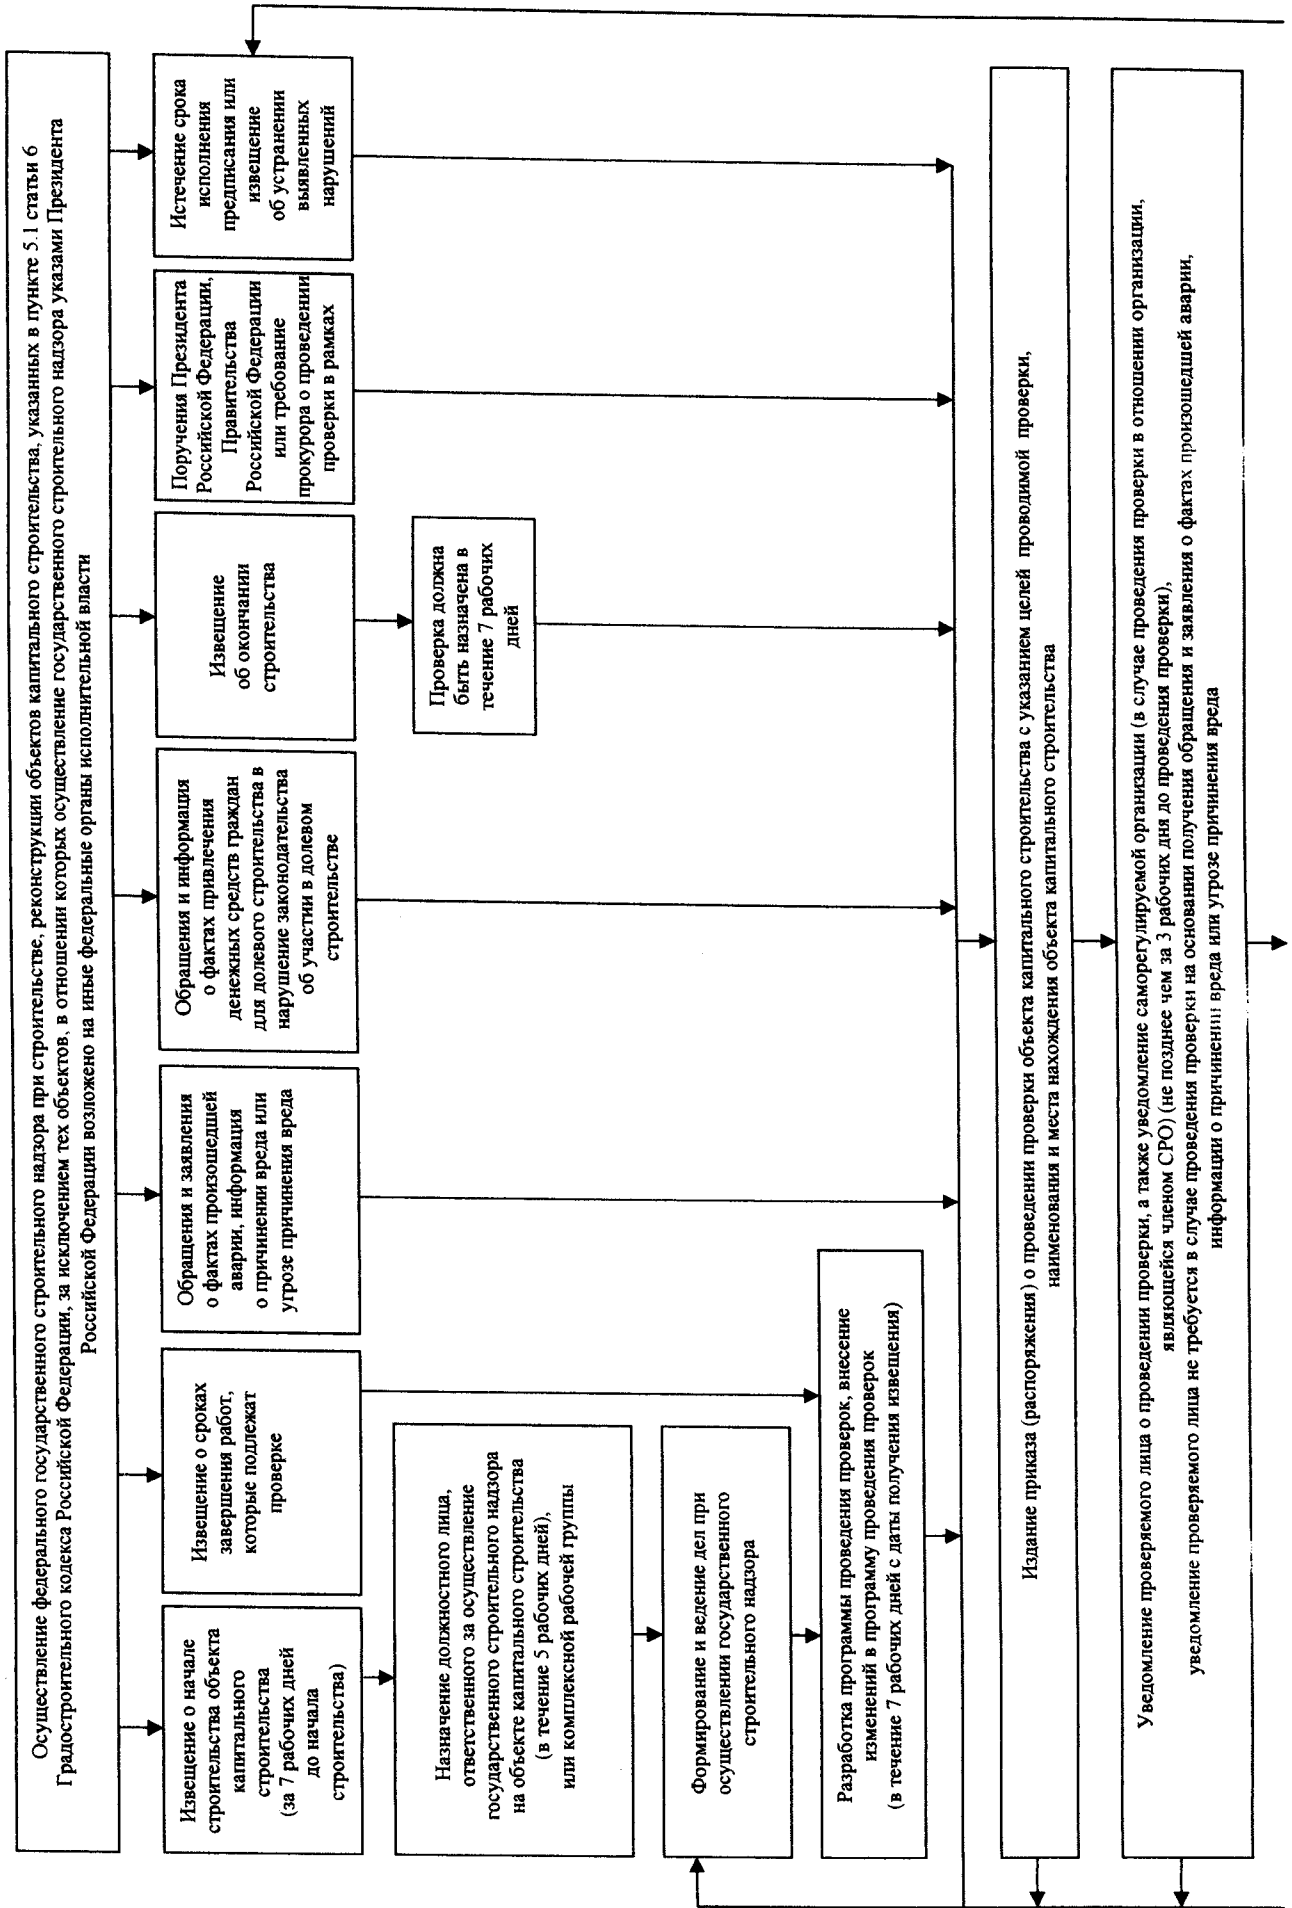 Осуществление федерального государственного строительного надзора при строительстве, реконструкции объектов капитального строительства, указанных в пункте 5.1 статьи 6
Градостроительного кодекса Российской Федерации, за исключением тех объектов, в отношении которых осуществление государственного строительного надзора указами Президента
Российской Федерации возложено на иные федеральные органы исполнительной власти
Извещение о начале
строительства объекта
капитального
строительства
(за 7 рабочих дней
до начала
строительства)
Извещение о сроках
завершения работ,
которые подлежат
проверке
Обращения и заявления
о фактах произошедшей
аварии, информация
о причинении вреда или
угрозе причинения вреда
Обращения и информация
о фактах привлечения
денежных средств граждан
для долевого строительства в
нарушение законодательства
об участии в долевом
строительстве
Извещение
об окончании
строительства
Поручения Президента
Российской Федерации,
Правительства
Российской Федерации
или требование
прокурора о проведении
проверки в рамках
Истечение срока
исполнения
предписания или
извещение
об устранении
выявленных
нарушений
Назначение должностного лица,
ответственного за осуществление
государственного строительного надзора
на объекте капитального строительства
(в течение 5 рабочих дней),
или комплексной рабочей группы
Проверка должна
быть назначена в
течение 7 рабочих
дней
Формирование и ведение дел при
осуществлении государственного
строительного надзора
Разработка программы проведения проверок, внесение
изменений в программу проведения проверок
(в течение 7 рабочих дней с даты получения извещения)
Издание приказа (распоряжения) о проведении проверки объекта капитального строительства с указанием целей проводимой проверки,
наименования и места нахождения объекта капитального строительства
Уведомление проверяемого лица о проведении проверки, а также уведомление саморегулируемой организации (в случае проведения проверки в отношении организации,
являющейся членом СРО) (не позднее чем за 3 рабочих дня до проведения проверки),
уведомление проверяемого лица не требуется в случае проведения проверки на основании получения обращения и заявления о фактах произошедшей аварии,
информации о причинении вреда или угрозе причинения вреда